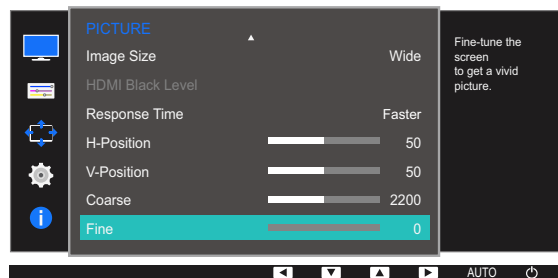 PICTURE
Image Size Wide
HDMI Black Level
Response Time Faster
H-Position 50
V-Position 50
Coarse 2200
Fine 0
Fine-tune the
screen
to get a vivid
picture.
AUTO